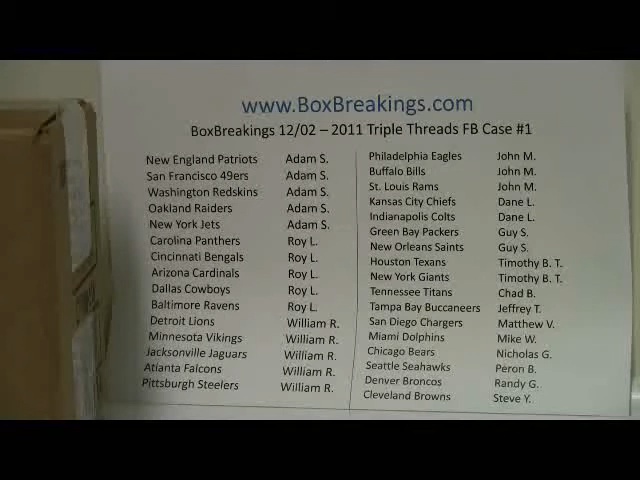 www.BoxBreakings.com
BoxBreakings 12/02 – 2011 Triple Threads FB Case #1
New England Patriots Adam S.
San Francisco 49ers Adam S.
Washington Redskins Adam S.
Oakland Raiders Adam S.
New York Jets Adam S.
Carolina Panthers Roy L.
Cincinnati Bengals Roy L.
Arizona Cardinals Roy L.
Dallas Cowboys Roy L.
Baltimore Ravens Roy L.
Detroit Lions William R.
Minnesota Vikings William R.
Jacksonville Jaguars William R.
Atlanta Falcons William R.
Pittsburgh Steelers William R.
Philadelphia Eagles John M.
Buffalo Bills John M.
St. Louis Rams John M.
Kansas City Chiefs Dane L.
Indianapolis Colts Dane L.
Green Bay Packers Guy S.
New Orleans Saints Guy S.
Houston Texans Timothy B. T.
New York Giants Timothy B. T.
Tennessee Titans Chad B.
Tampa Bay Buccaneers Jeffrey T.
San Diego Chargers Matthew V.
Miami Dolphins Mike W.
Chicago Bears Nicholas G.
Seattle Seahawks Peron B.
Denver Broncos Randy G.
Cleveland Browns Steve Y.